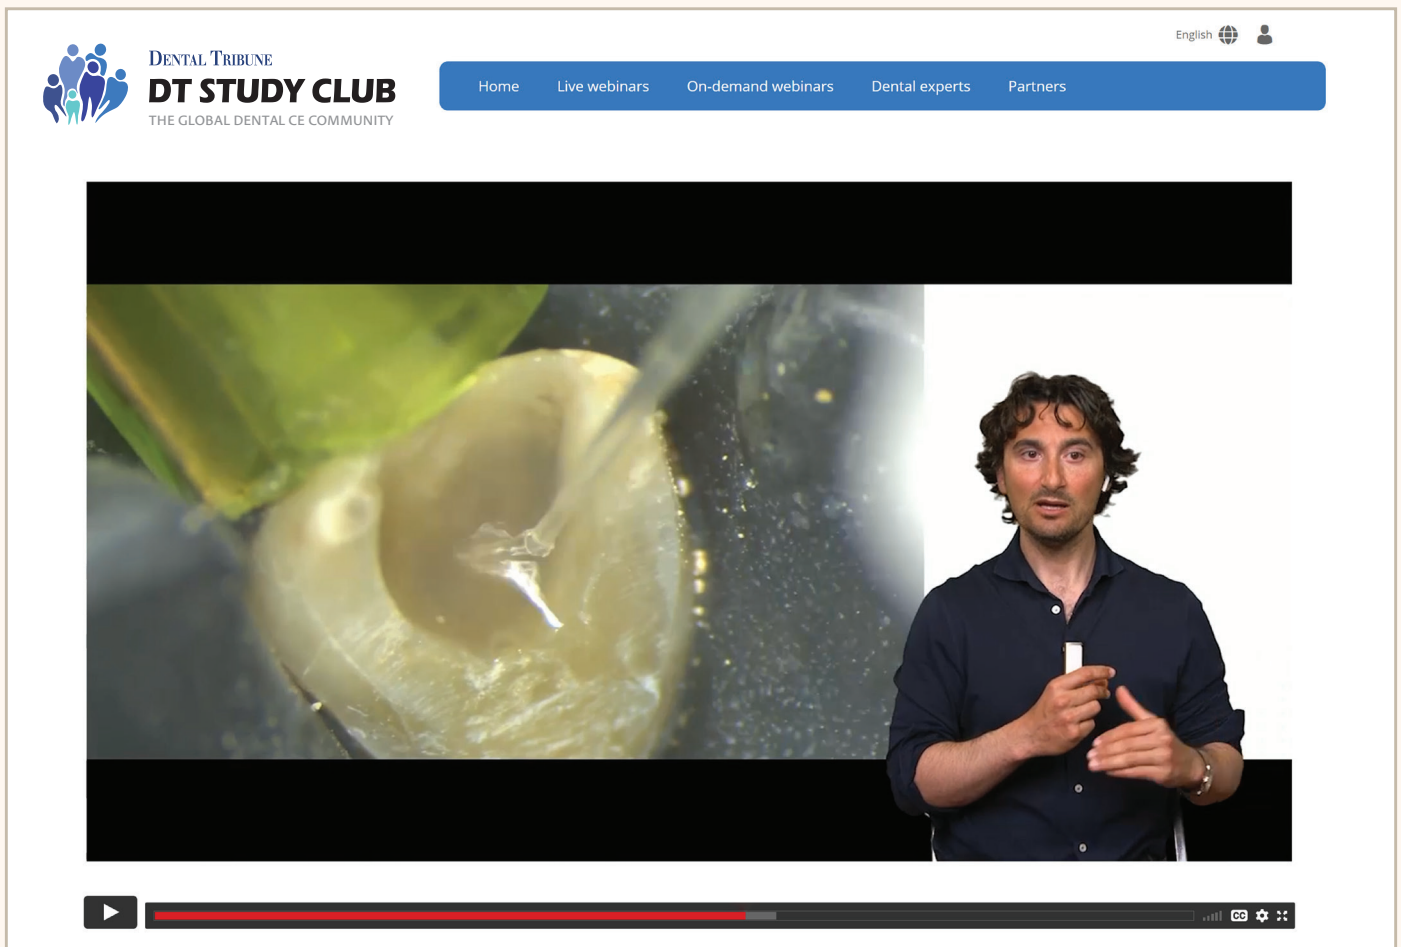 English
DENTAL TRIBUNE
DT STUDY CLUB
THE GLOBAL DENTAL CE COMMUNITY
Home Live webinars On-demand webinars Dental experts Partners
CC